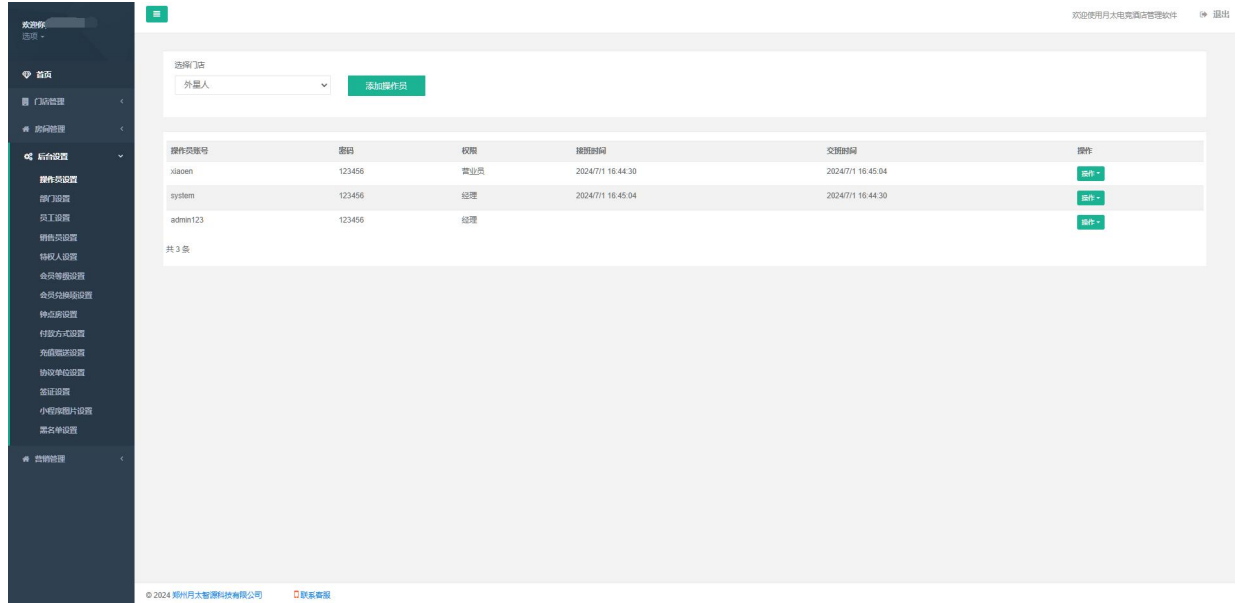 欢迎您,
选项
欢迎使用月太电竞酒店管理软件
退出
首页
门店管理
房间管理
后台设置
操作员设置
部门设置
员工设置
销售员设置
特权人设置
会员等级设置
会员兑换项设置
钟点房设置
付款方式设置
充值赠送设置
协议单位设置
签证设置
小程序图片设置
黑名单设置
营销管理
选择门店
外星人 添加操作员
操作员账号 密码 权限 接班时间 交班时间 操作
xiaoen 123456 营业员 2024/7/1 16:44:30 2024/7/1 16:45:04 操作
system 123456 经理 2024/7/1 16:45:04 2024/7/1 16:44:30 操作
admin123 123456 经理 操作
共 3 条
© 2024 郑州月太智源科技有限公司 联系客服